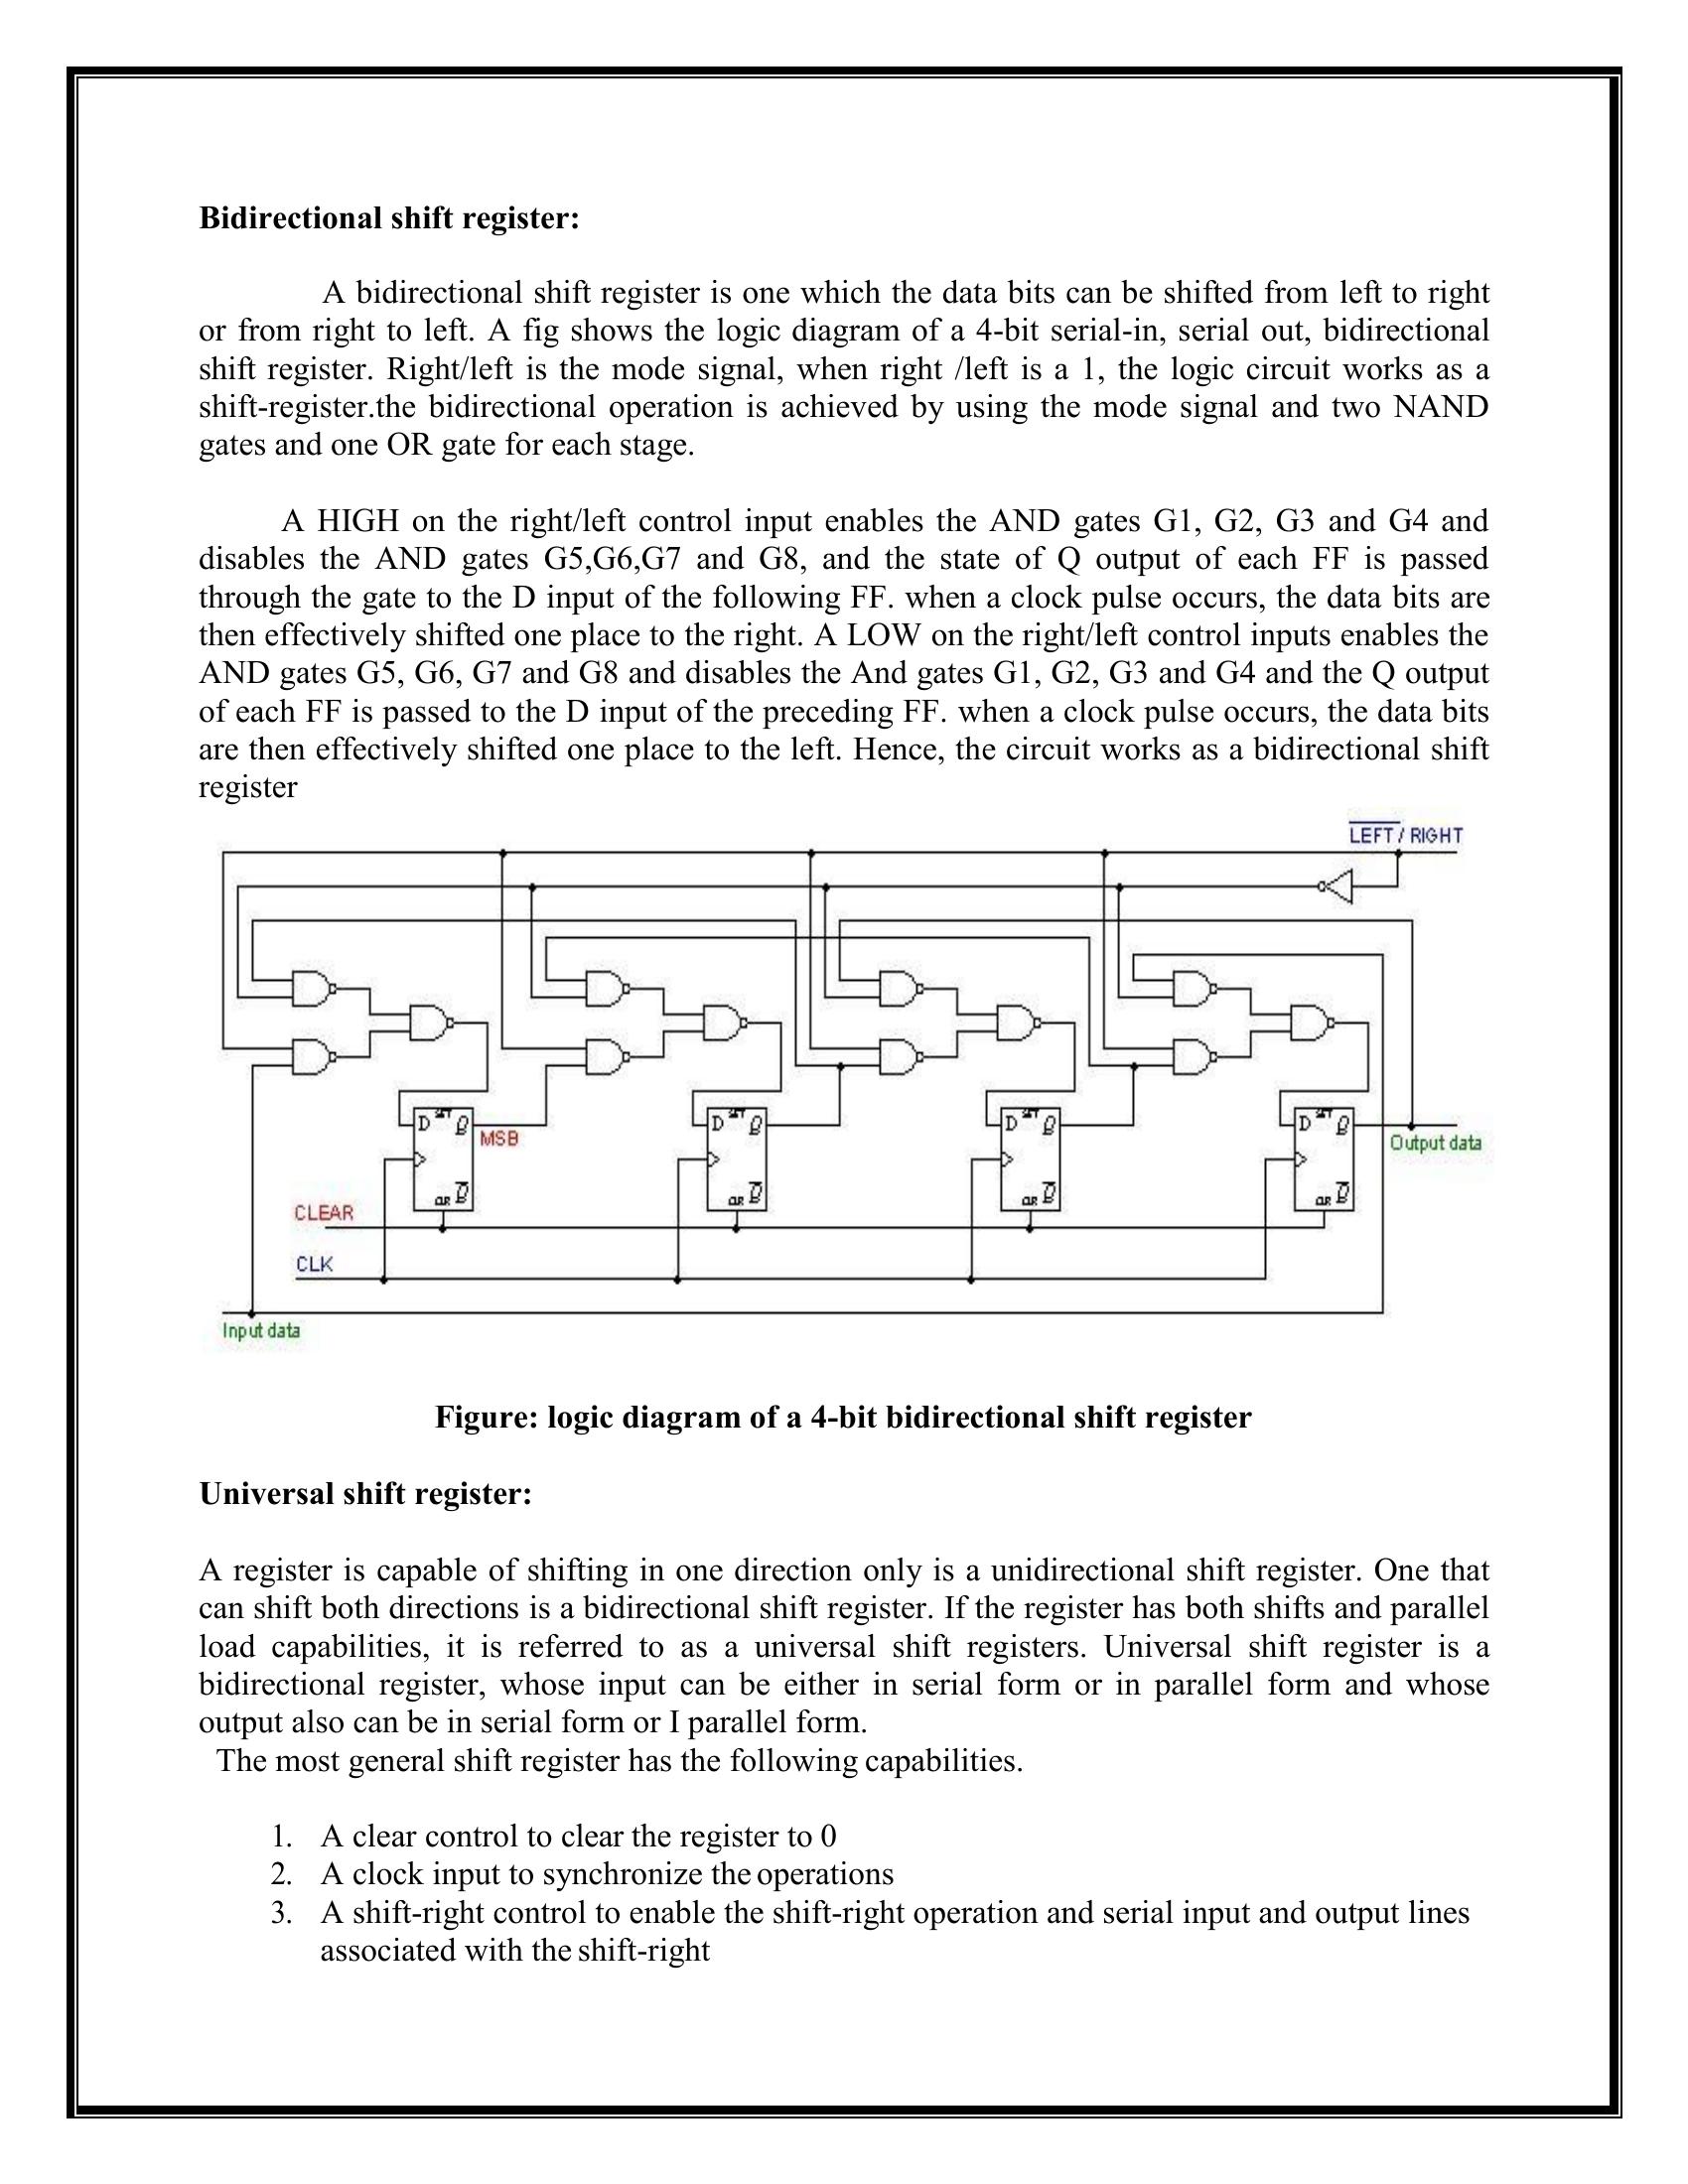 Bidirectional shift register:
A bidirectional shift register is one which the data bits can be shifted from left to right
or from right to left. A fig shows the logic diagram of a 4-bit serial-in, serial out, bidirectional
shift register. Right/left is the mode signal, when right /left is a 1, the logic circuit works as a
shift-register.the bidirectional operation is achieved by using the mode signal and two NAND
gates and one OR gate for each stage.
A HIGH on the right/left control input enables the AND gates G1, G2, G3 and G4 and
disables the AND gates G5,G6,G7 and G8, and the state of Q output of each FF is passed
through the gate to the D input of the following FF. when a clock pulse occurs, the data bits are
then effectively shifted one place to the right. A LOW on the right/left control inputs enables the
AND gates G5, G6, G7 and G8 and disables the And gates G1, G2, G3 and G4 and the Q output
of each FF is passed to the D input of the preceding FF. when a clock pulse occurs, the data bits
are then effectively shifted one place to the left. Hence, the circuit works as a bidirectional shift
register
LEFT / RIGHT
D SET Q
MSB
D SET Q
D SET Q
D SET Q
Output data
CLR Q
CLR Q
CLR Q
CLR Q
CLEAR
CLK
Input data
Figure: logic diagram of a 4-bit bidirectional shift register
Universal shift register:
A register is capable of shifting in one direction only is a unidirectional shift register. One that
can shift both directions is a bidirectional shift register. If the register has both shifts and parallel
load capabilities, it is referred to as a universal shift registers. Universal shift register is a
bidirectional register, whose input can be either in serial form or in parallel form and whose
output also can be in serial form or I parallel form.
The most general shift register has the following capabilities.
1. A clear control to clear the register to 0
2. A clock input to synchronize the operations
3. A shift-right control to enable the shift-right operation and serial input and output lines
associated with the shift-right